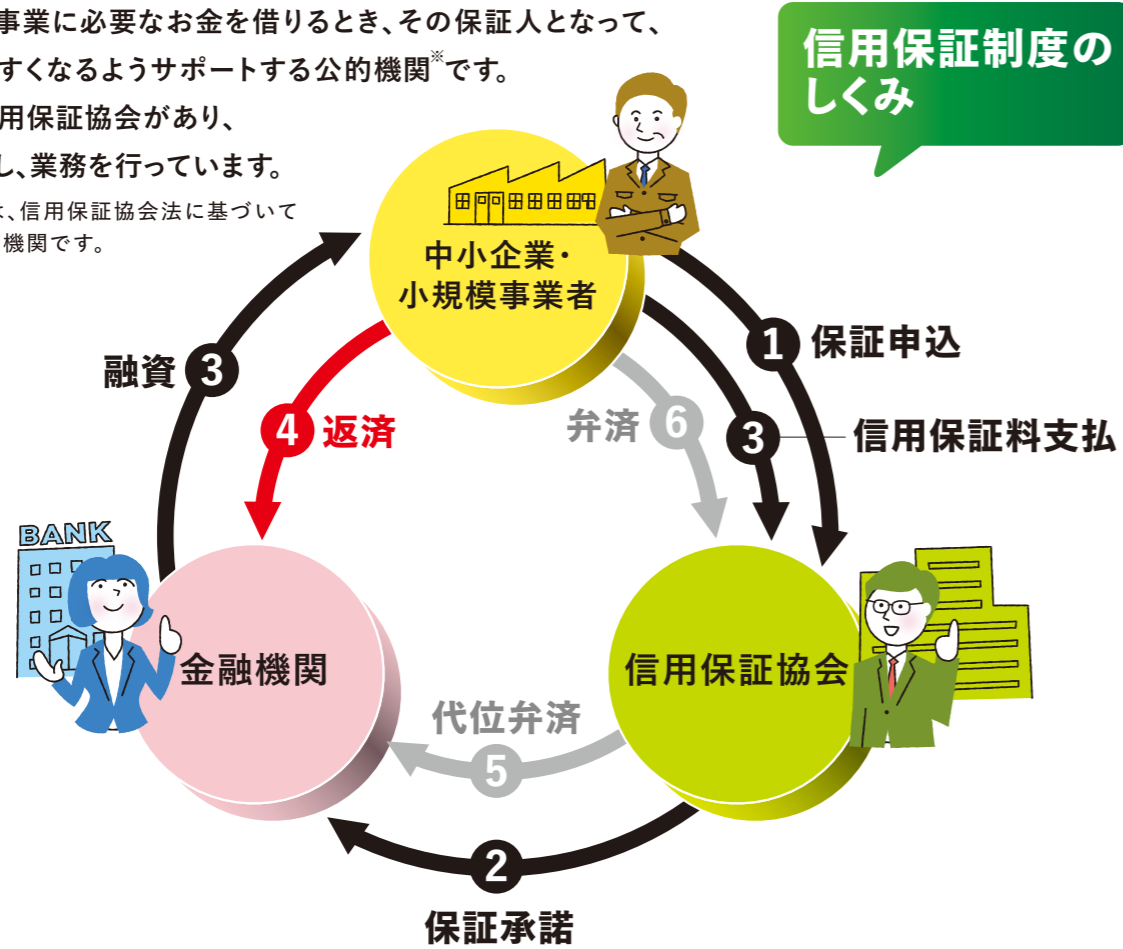 事業に必要なお金を借りるとき、その保証人となって、
すくなるようサポートする公的機関※です。
用保証協会があり、
し、業務を行っています。
は、信用保証協会法に基づいて
機関です。
信用保証制度の
しくみ
中小企業・
小規模事業者
1 保証申込
融資 3
4 返済
弁済 6
3 信用保証料支払
BANK
金融機関
信用保証協会
代位弁済
5
2
保証承諾